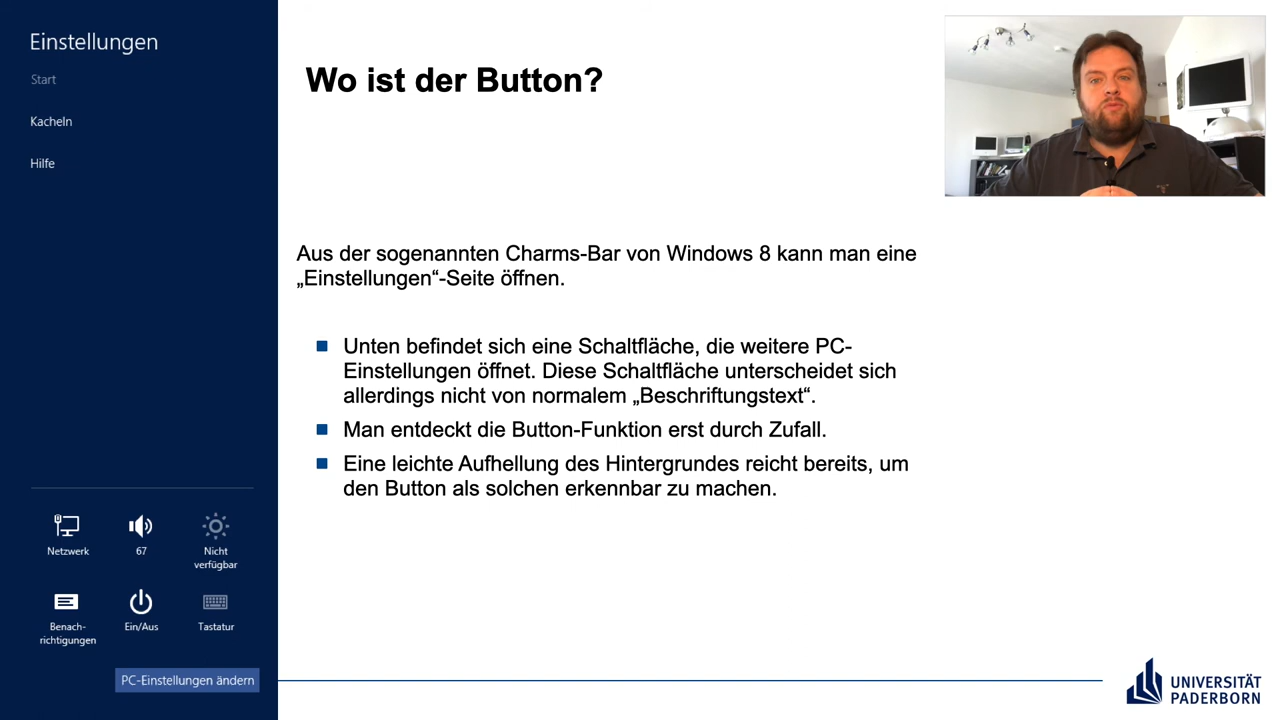 Einstellungen
Start
Kacheln
Hilfe
Netzwerk
67
Nicht
verfügbar
Benach-
richtigungen
Ein/Aus
Tastatur
PC-Einstellungen ändern
Wo ist der Button?
Aus der sogenannten Charms-Bar von Windows 8 kann man eine
„Einstellungen“-Seite öffnen.
Unten befindet sich eine Schaltfläche, die weitere PC-
Einstellungen öffnet. Diese Schaltfläche unterscheidet sich
allerdings nicht von normalem „Beschriftungstext“.
Man entdeckt die Button-Funktion erst durch Zufall.
Eine leichte Aufhellung des Hintergrundes reicht bereits, um
den Button als solchen erkennbar zu machen.
UNIVERSITÄT
PADERBORN